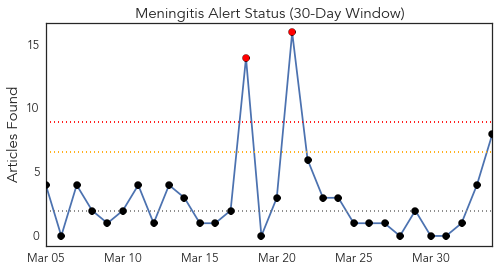 Meningitis Alert Status (30-Day Window)
Articles Found
15
10
5
0
Mar 05 Mar 10 Mar 15 Mar 20 Mar 25 Mar 30